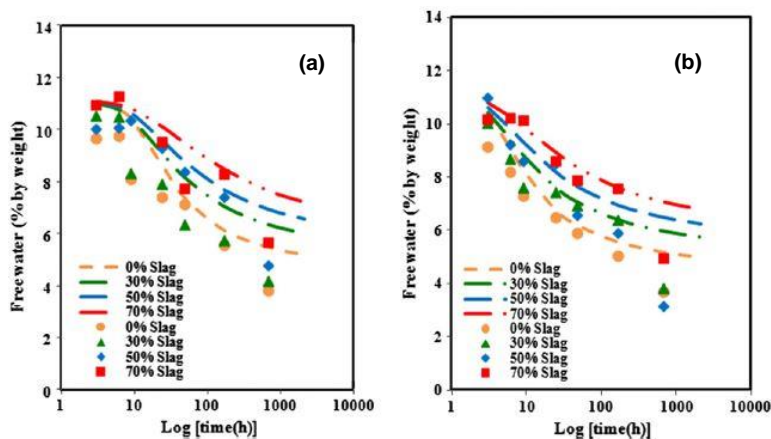 14
12
10
8
6
4
2
0
Freewater (% by weight)
(a)
0% Slag
30% Slag
50% Slag
70% Slag
0% Slag
30% Slag
50% Slag
70% Slag
1 10 100 1000 10000
Log [time(h)]
14
12
10
8
6
4
2
0
Freewater (% by weight)
(b)
0% Slag
30% Slag
50% Slag
70% Slag
0% Slag
30% Slag
50% Slag
70% Slag
1 10 100 1000 10000
Log [time(h)]